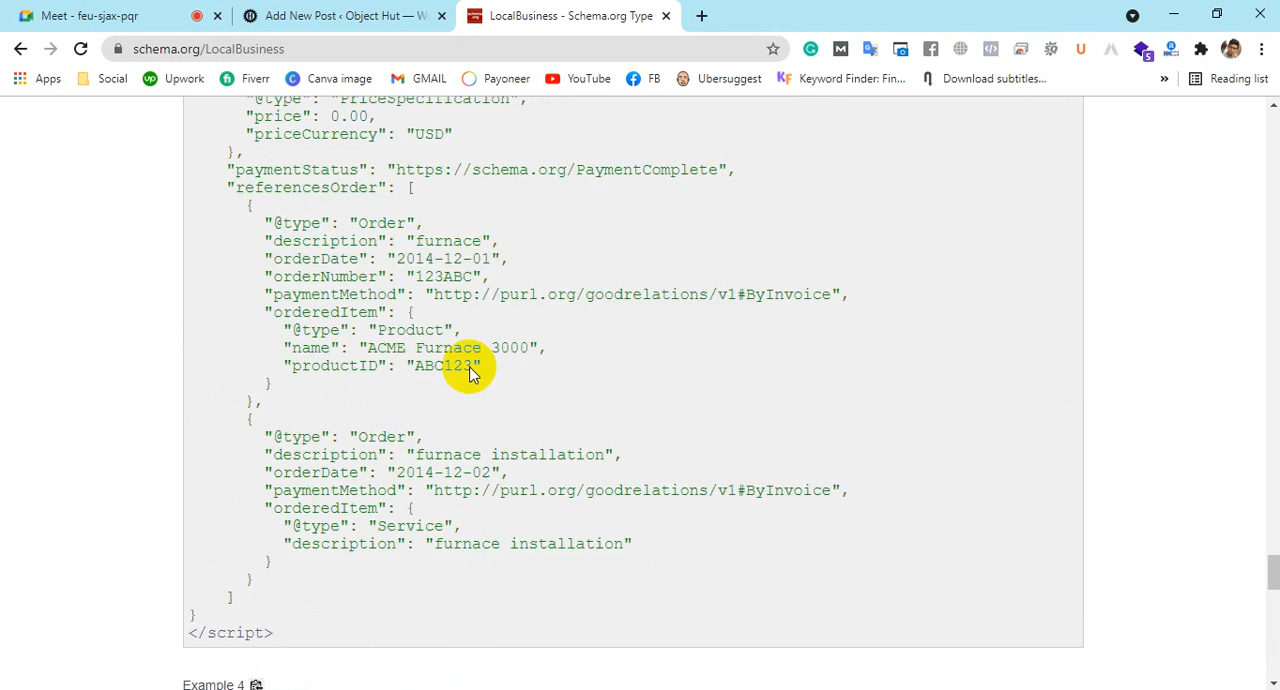 Meet - feu-sjax-pqr
Add New Post ‹ Object Hut — W
LocalBusiness - Schema.org Type
schema.org/LocalBusiness
Apps
Social
Upwork
Fiverr
Canva image
GMAIL
Payoneer
YouTube
FB
Ubersuggest
Keyword Finder: Fin...
Download subtitles...
»
Reading list
"@type": "PriceSpecification",
"price": 0.00,
"priceCurrency": "USD"
},
"paymentStatus": "https://schema.org/PaymentComplete",
"referencesOrder": [
{
"@type": "Order",
"description": "furnace",
"orderDate": "2014-12-01",
"orderNumber": "123ABC",
"paymentMethod": "http://purl.org/goodrelations/v1#ByInvoice",
"orderedItem": {
"@type": "Product",
"name": "ACME Furnace 3000",
"productID": "ABC123"
}
},
{
"@type": "Order",
"description": "furnace installation",
"orderDate": "2014-12-02",
"paymentMethod": "http://purl.org/goodrelations/v1#ByInvoice",
"orderedItem": {
"@type": "Service",
"description": "furnace installation"
}
}
]
}
</script>
Example 4